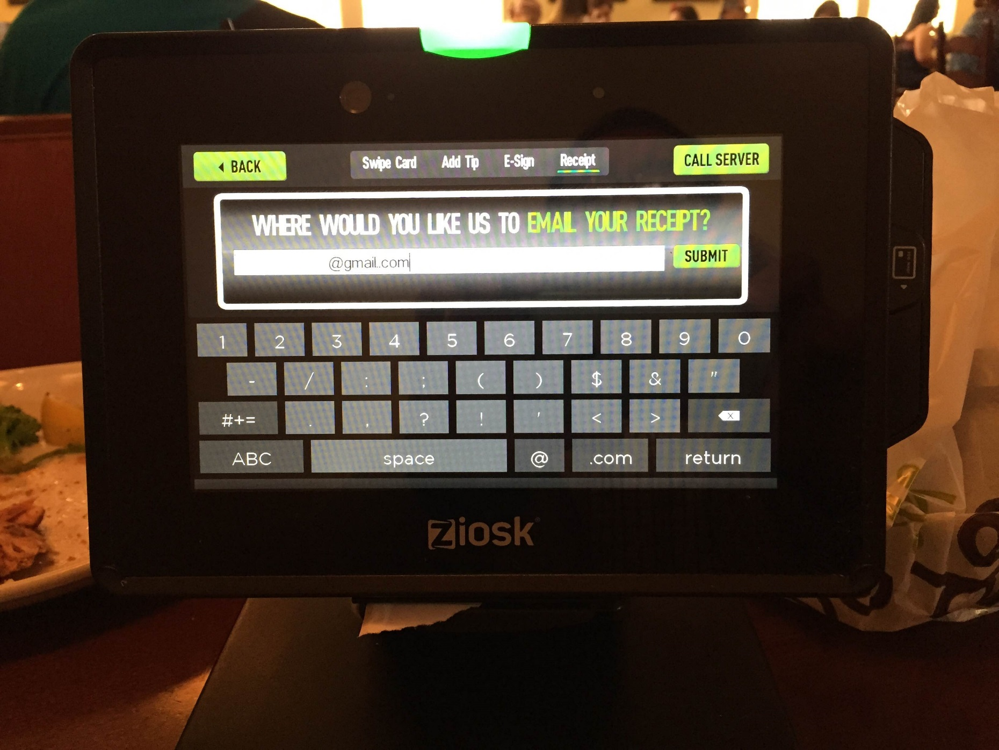 ◀ BACK
Swipe Card Add Tip E-Sign Receipt
CALL SERVER
WHERE WOULD YOU LIKE US TO EMAIL YOUR RECEIPT?
@gmail.com
SUBMIT
1 2 3 4 5 6 7 8 9 0
- / : ; ( ) $ & "
#+= . , ? ! ' < >
ABC space @ .com return
ziosk